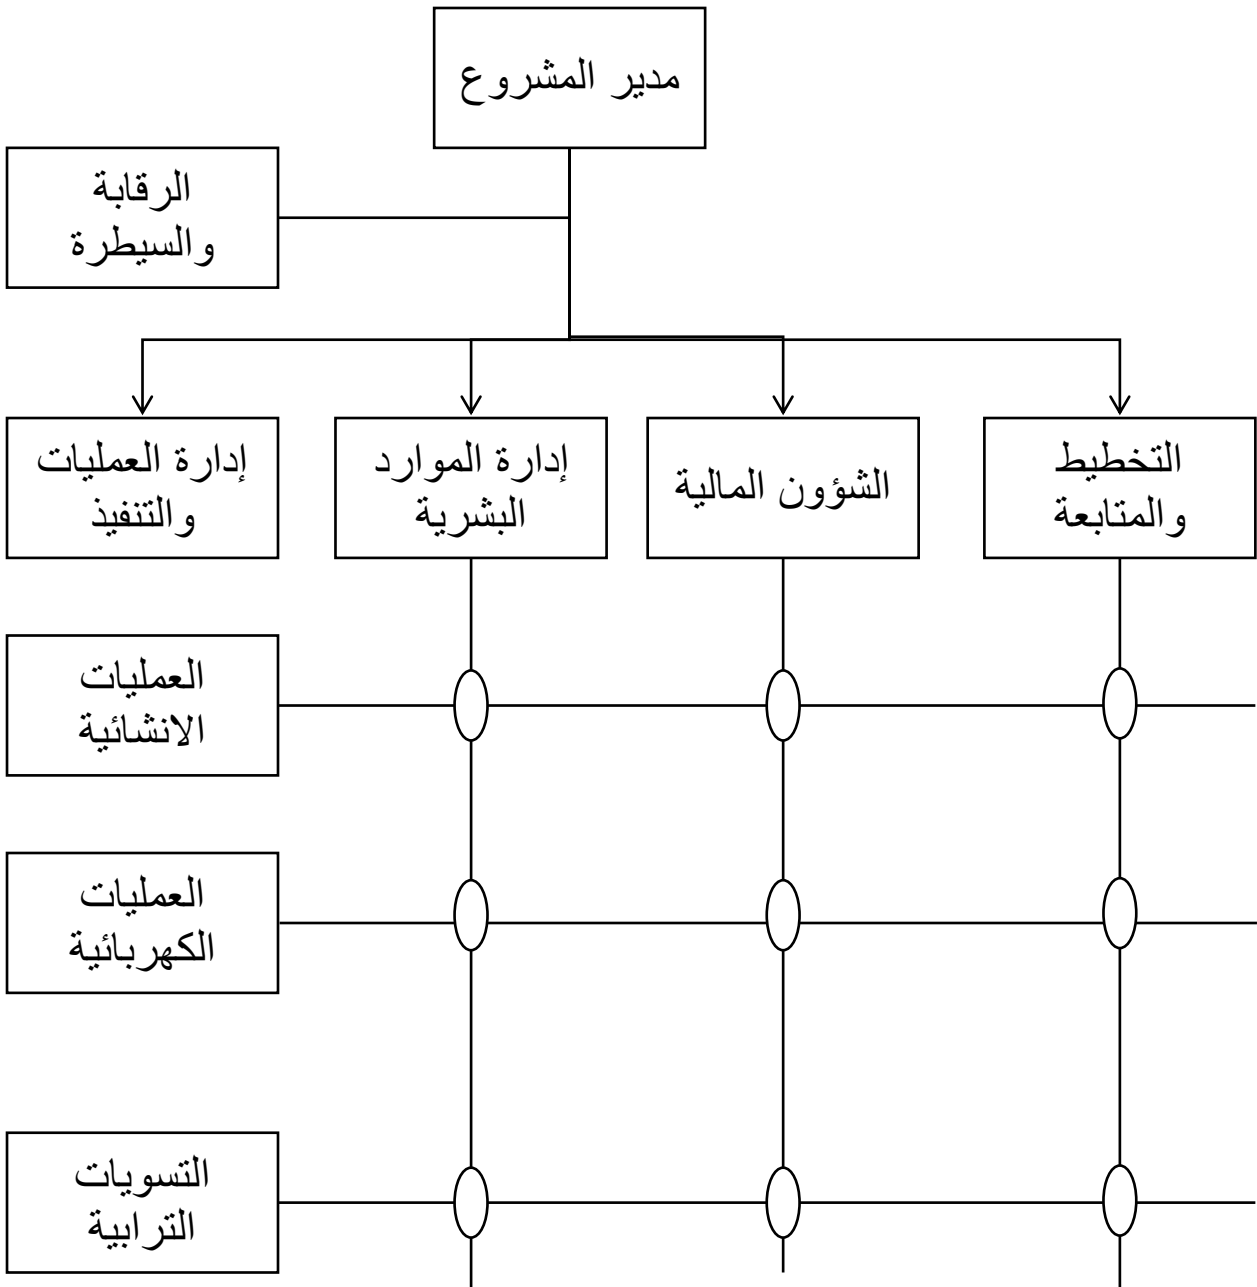 مدير المشروع
الرقابة
والسيطرة
التخطيط
والمتابعة
الشؤون المالية
إدارة الموارد
البشرية
إدارة العمليات
والتنفيذ
العمليات
الانشائية
العمليات
الكهربائية
التسويات
الترابية